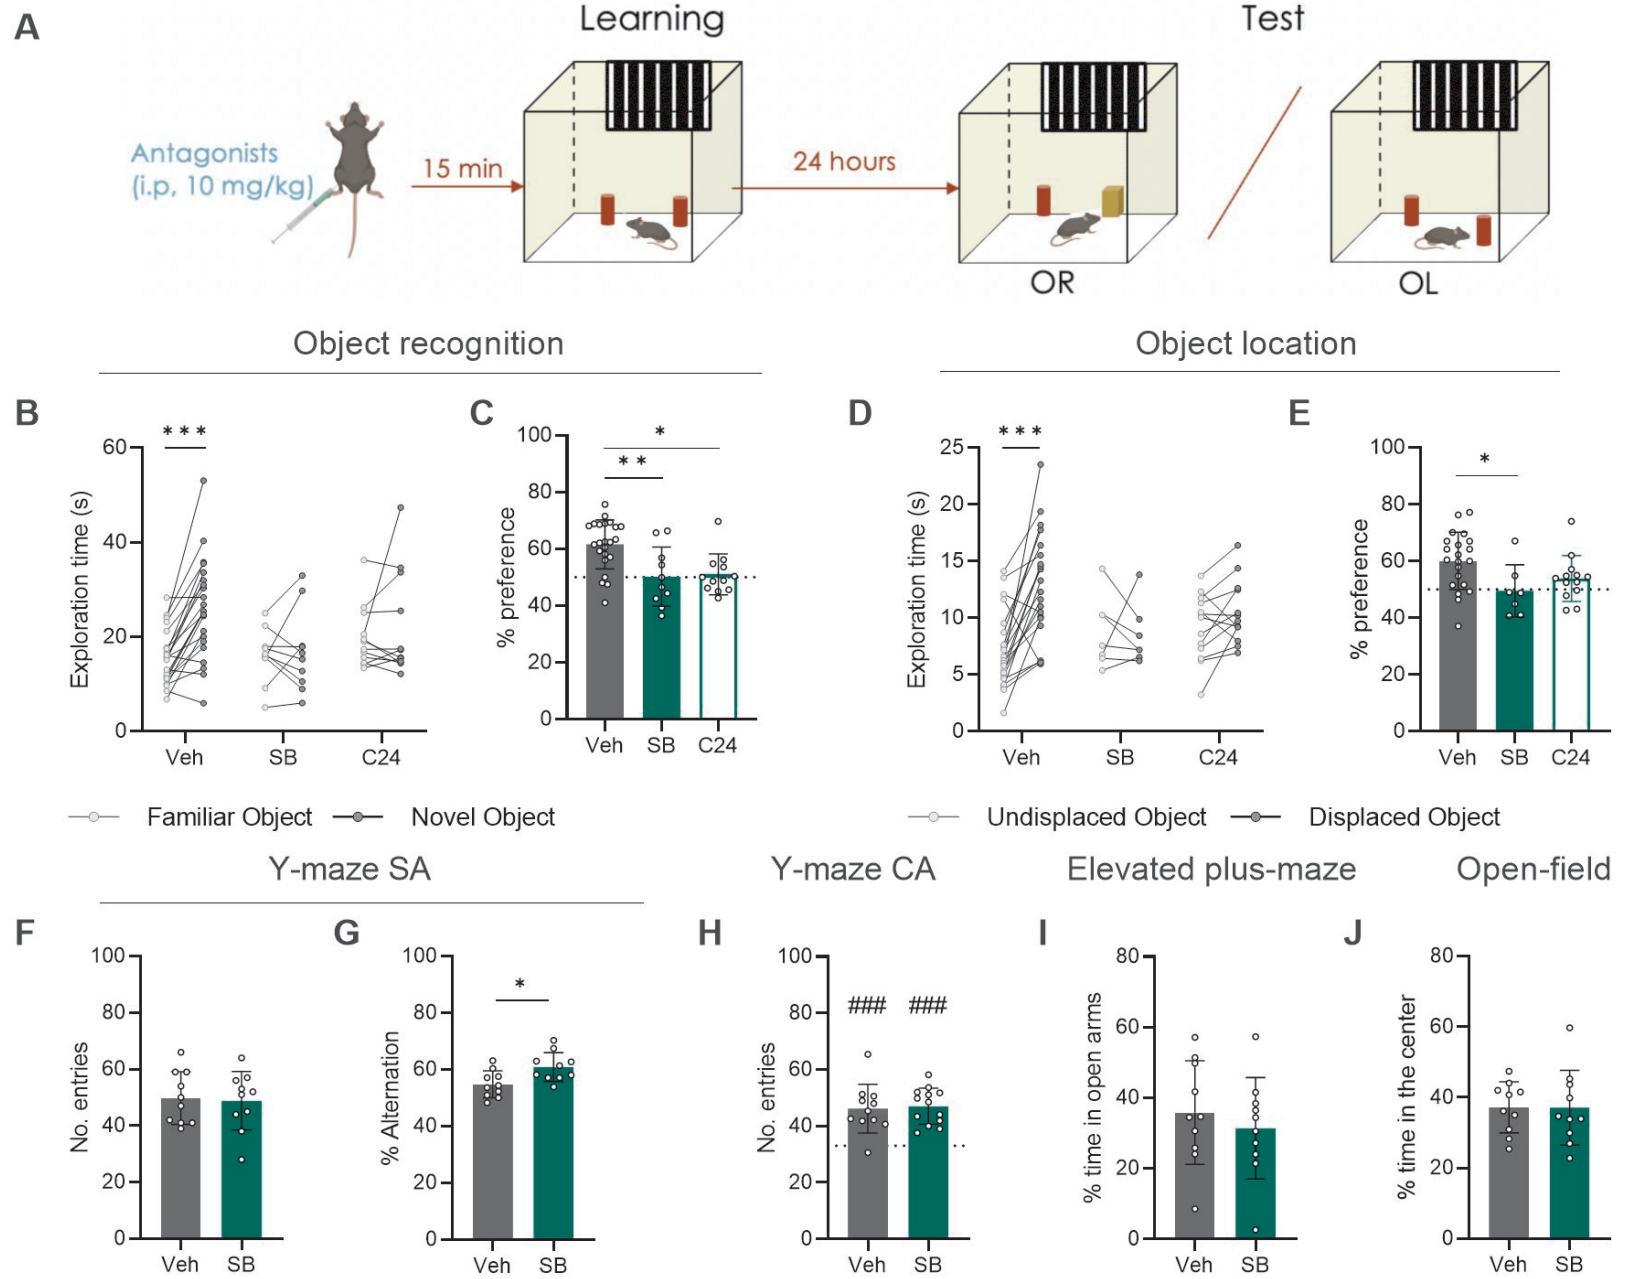 A
Learning
Test
Antagonists
(i.p, 10 mg/kg)
15 min
24 hours
OR
OL
Object recognition
Object location
B
***
60
40
20
0
Exploration time (s)
Veh
SB
C24
C
*
**
100
80
60
40
20
0
% preference
Veh
SB
C24
D
***
25
20
15
10
5
0
Exploration time (s)
Veh
SB
C24
E
*
100
80
60
40
20
0
% preference
Veh
SB
C24
Familiar Object
Novel Object
Undisplaced Object
Displaced Object
Y-maze SA
Y-maze CA
Elevated plus-maze
Open-field
F
100
80
60
40
20
0
No. entries
Veh
SB
G
*
100
80
60
40
20
0
% Alternation
Veh
SB
H
###
###
100
80
60
40
20
0
No. entries
Veh
SB
I
80
60
40
20
0
% time in open arms
Veh
SB
J
80
60
40
20
0
% time in the center
Veh
SB